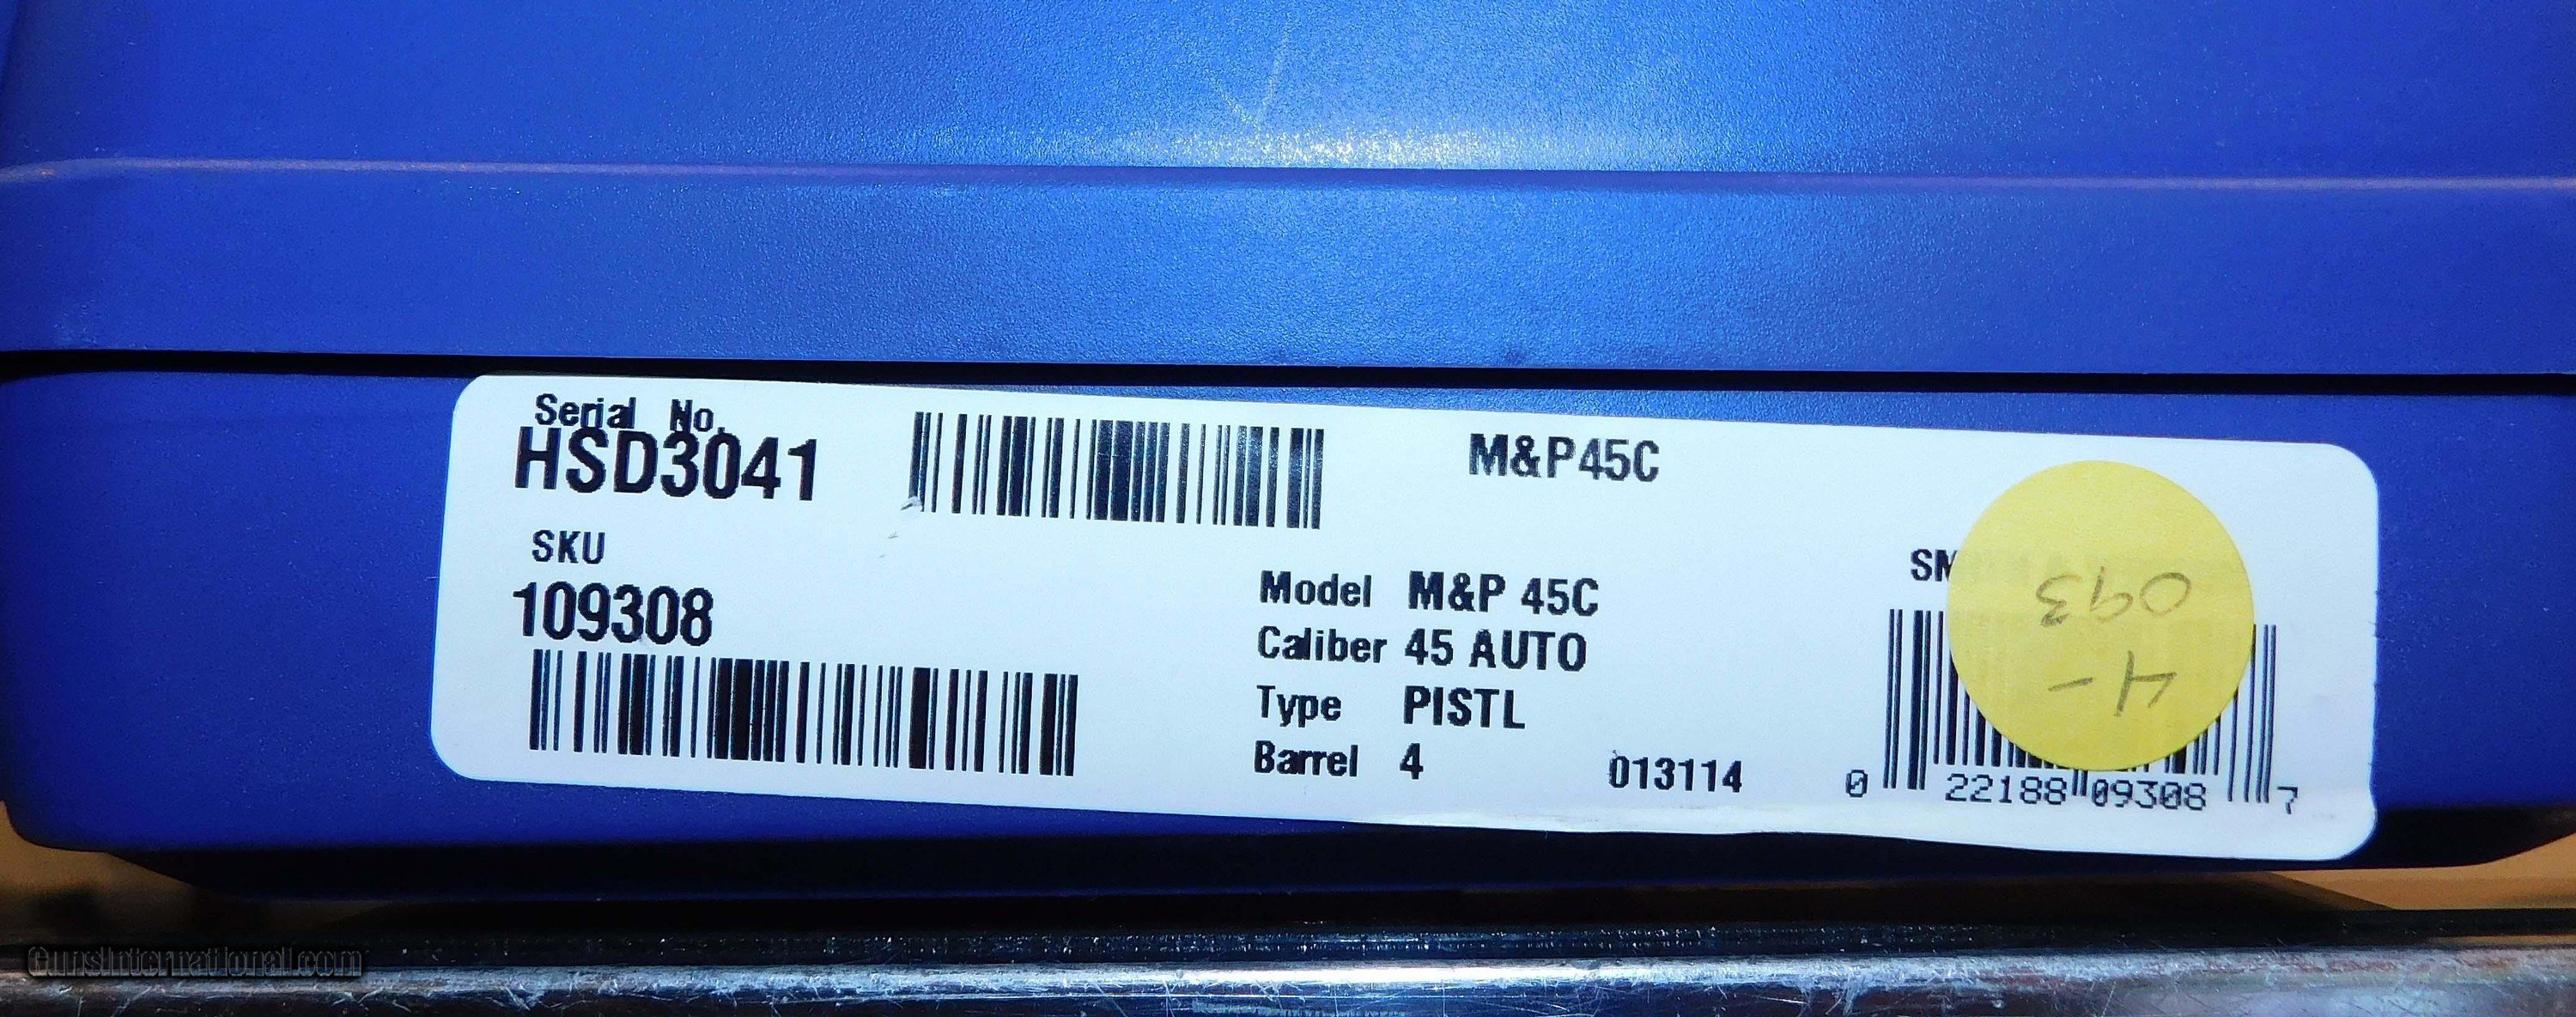 Serial No.
HSD3041
M&P45C
SKU
109308
Model M&P 45C
Caliber 45 AUTO
Type PISTL
Barrel 4
013114
0 22188 09308 7
4-
093
GunsInternational.com